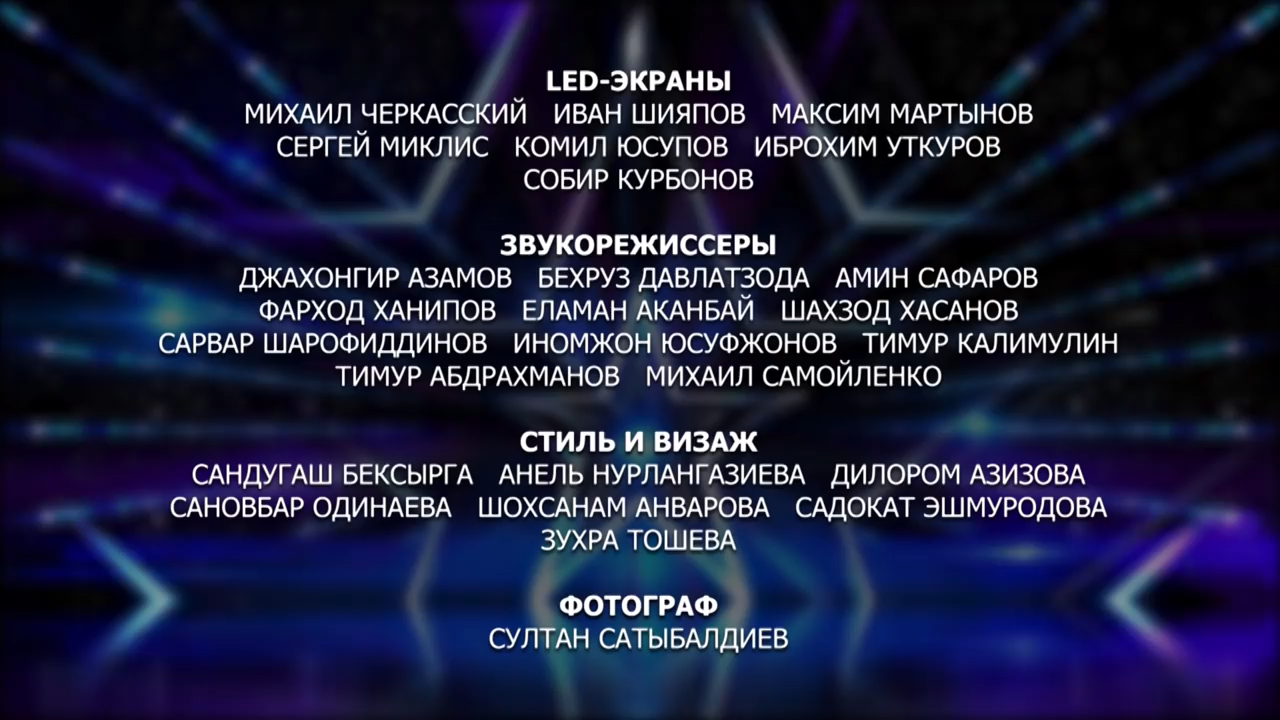 LED-ЭКРАНЫ
МИХАИЛ ЧЕРКАССКИЙ ИВАН ШИЯПОВ МАКСИМ МАРТЫНОВ
СЕРГЕЙ МИКЛИС КОМИЛ ЮСУПОВ ИБРОХИМ УТКУРОВ
СОБИР КУРБОНОВ
ЗВУКОРЕЖИССЕРЫ
ДЖАХОНГИР АЗАМОВ БЕХРУЗ ДАВЛАТЗОДА АМИН САФАРОВ
ФАРХОД ХАНИПОВ ЕЛАМАН АКАНБАЙ ШАХЗОД ХАСАНОВ
САРВАР ШАРОФИДДИНОВ ИНОМЖОН ЮСУФЖОНОВ ТИМУР КАЛИМУЛИН
ТИМУР АБДРАХМАНОВ МИХАИЛ САМОЙЛЕНКО
СТИЛЬ И ВИЗАЖ
САНДУГАШ БЕКСЫРГА АНЕЛЬ НУРЛАНГАЗИЕВА ДИЛОРОМ АЗИЗОВА
САНОВБАР ОДИНАЕВА ШОХСАНАМ АНВАРОВА САДОКАТ ЭШМУРОДОВА
ЗУХРА ТОШЕВА
ФОТОГРАФ
СУЛТАН САТЫБАЛДИЕВ